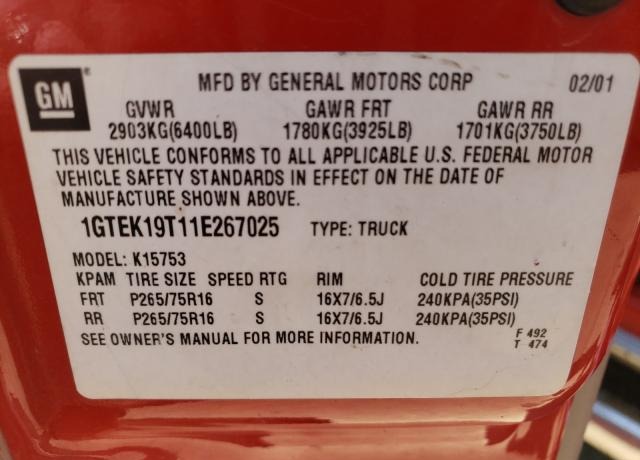 GM MFD BY GENERAL MOTORS CORP 02/01
GVWR GAWR FRT GAWR RR
2903KG(6400LB) 1780KG(3925LB) 1701KG(3750LB)
THIS VEHICLE CONFORMS TO ALL APPLICABLE U.S. FEDERAL MOTOR
VEHICLE SAFETY STANDARDS IN EFFECT ON THE DATE OF
MANUFACTURE SHOWN ABOVE.
1GTEK19T11E267025 TYPE: TRUCK
MODEL: K15753
KPAM TIRE SIZE SPEED RTG RIM COLD TIRE PRESSURE
FRT P265/75R16 S 16X7/6.5J 240KPA(35PSI)
RR P265/75R16 S 16X7/6.5J 240KPA(35PSI)
SEE OWNER'S MANUAL FOR MORE INFORMATION. F 492
T 474